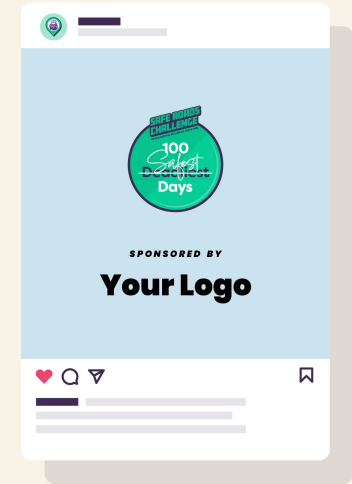 SAFE ROADS
CHALLENGE
100
Safest
Deadliest
Days
SPONSORED BY
Your Logo